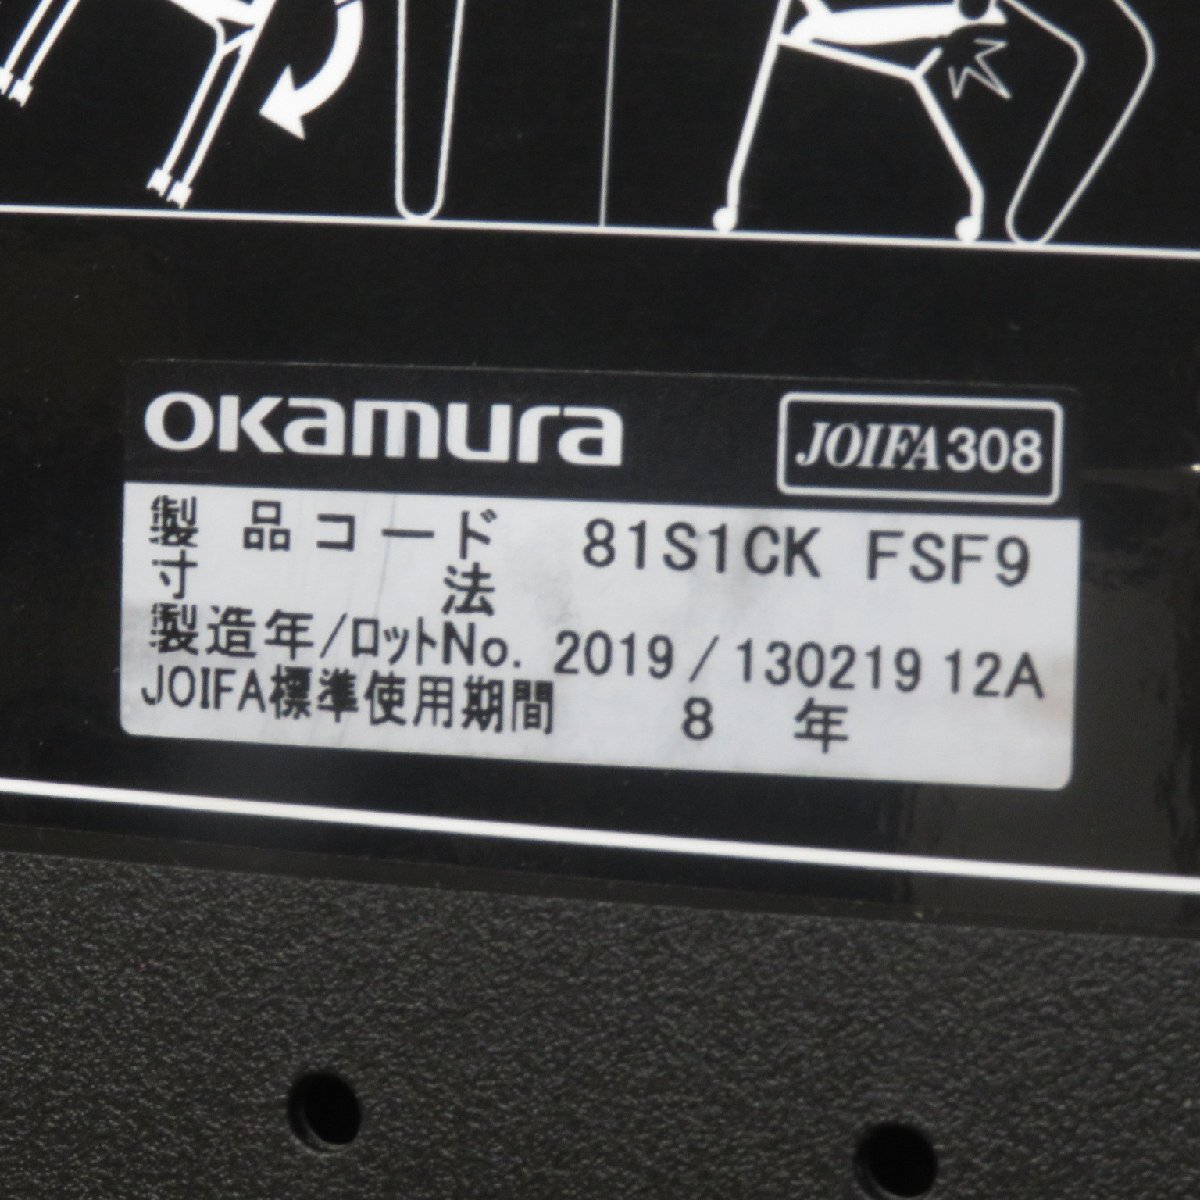 okamura
JOIFA308
製品コード 81S1CK FSF9
寸法
製造年/ロットNo. 2019/130219 12A
JOIFA標準使用期間 8 年